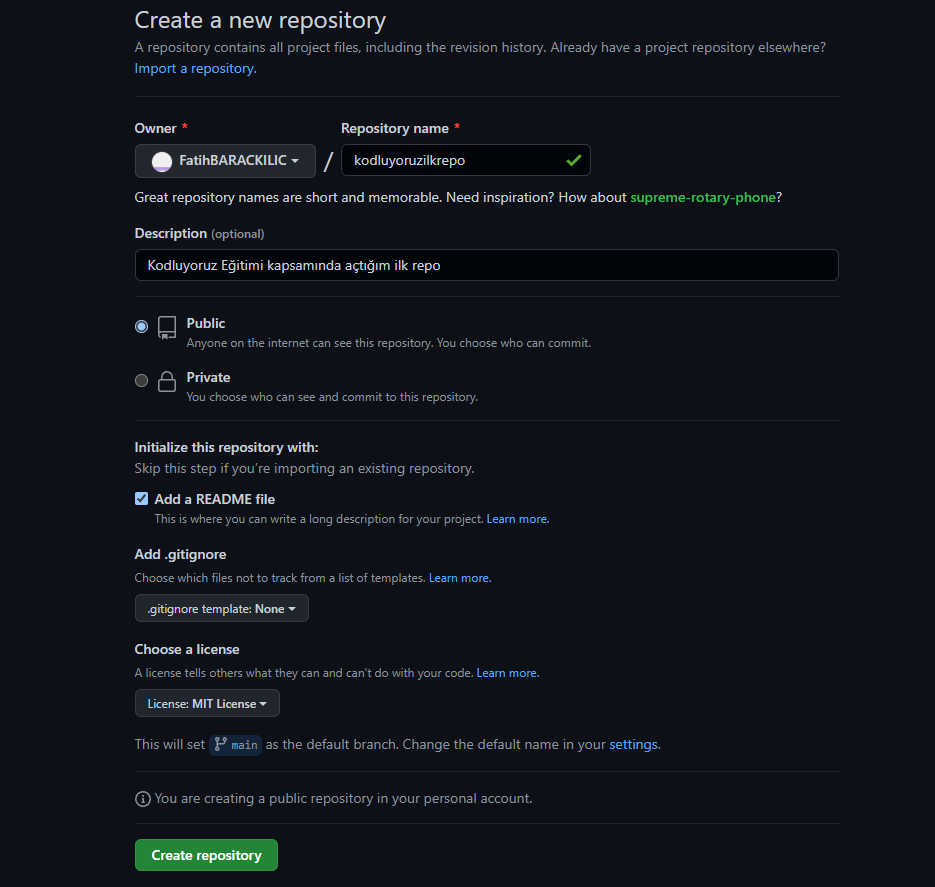 Create a new repository
A repository contains all project files, including the revision history. Already have a project repository elsewhere?
Import a repository.
Owner * Repository name *
FatihBARACKILIC / kodluyoruzilkrepo
Great repository names are short and memorable. Need inspiration? How about supreme-rotary-phone?
Description (optional)
Kodluyoruz Eğitimi kapsamında açtığım ilk repo
Public
Anyone on the internet can see this repository. You choose who can commit.
Private
You choose who can see and commit to this repository.
Initialize this repository with:
Skip this step if you're importing an existing repository.
Add a README file
This is where you can write a long description for your project. Learn more.
Add .gitignore
Choose which files not to track from a list of templates. Learn more.
.gitignore template: None
Choose a license
A license tells others what they can and can't do with your code. Learn more.
License: MIT License
This will set main as the default branch. Change the default name in your settings.
You are creating a public repository in your personal account.
Create repository